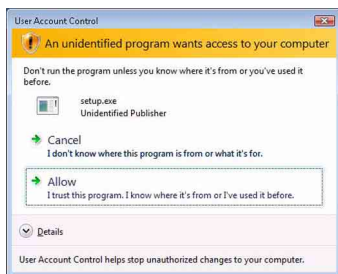 User Account Control
An unidentified program wants access to your computer
Don't run the program unless you know where it's from or you've used it
before.
setup.exe
Unidentified Publisher
Cancel
I don't know where this program is from or what it's for.
Allow
I trust this program. I know where it's from or I've used it before.
Details
User Account Control helps stop unauthorized changes to your computer.